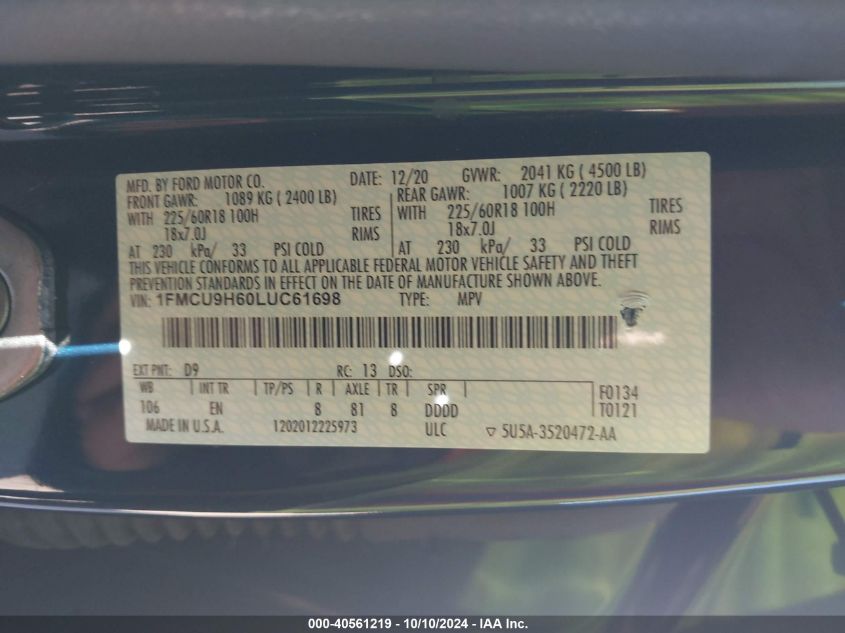 MFD. BY FORD MOTOR CO. DATE: 12/20 GVWR: 2041 KG ( 4500 LB)
FRONT GAWR: 1089 KG ( 2400 LB) REAR GAWR: 1007 KG ( 2220 LB)
WITH 225/60R18 100H TIRES WITH 225/60R18 100H TIRES
18x7.0J RIMS 18x7.0J RIMS
AT 230 kPa/ 33 PSI COLD AT 230 kPa/ 33 PSI COLD
THIS VEHICLE CONFORMS TO ALL APPLICABLE FEDERAL MOTOR VEHICLE SAFETY AND THEFT
PREVENTION STANDARDS IN EFFECT ON THE DATE OF MANUFACTURE SHOWN ABOVE.
VIN: 1FMCU9H60LUC61698 TYPE: MPV
EXT PNT: D9 RC: 13 DSO:
WB INT TR TP/PS R AXLE TR SPR F0134
106 EN 8 81 8 DDDD T0121
MADE IN U.S.A. 1202012225973 ULC ▽ 5U5A-3520472-AA
000-40561219 - 10/10/2024 - IAA Inc.